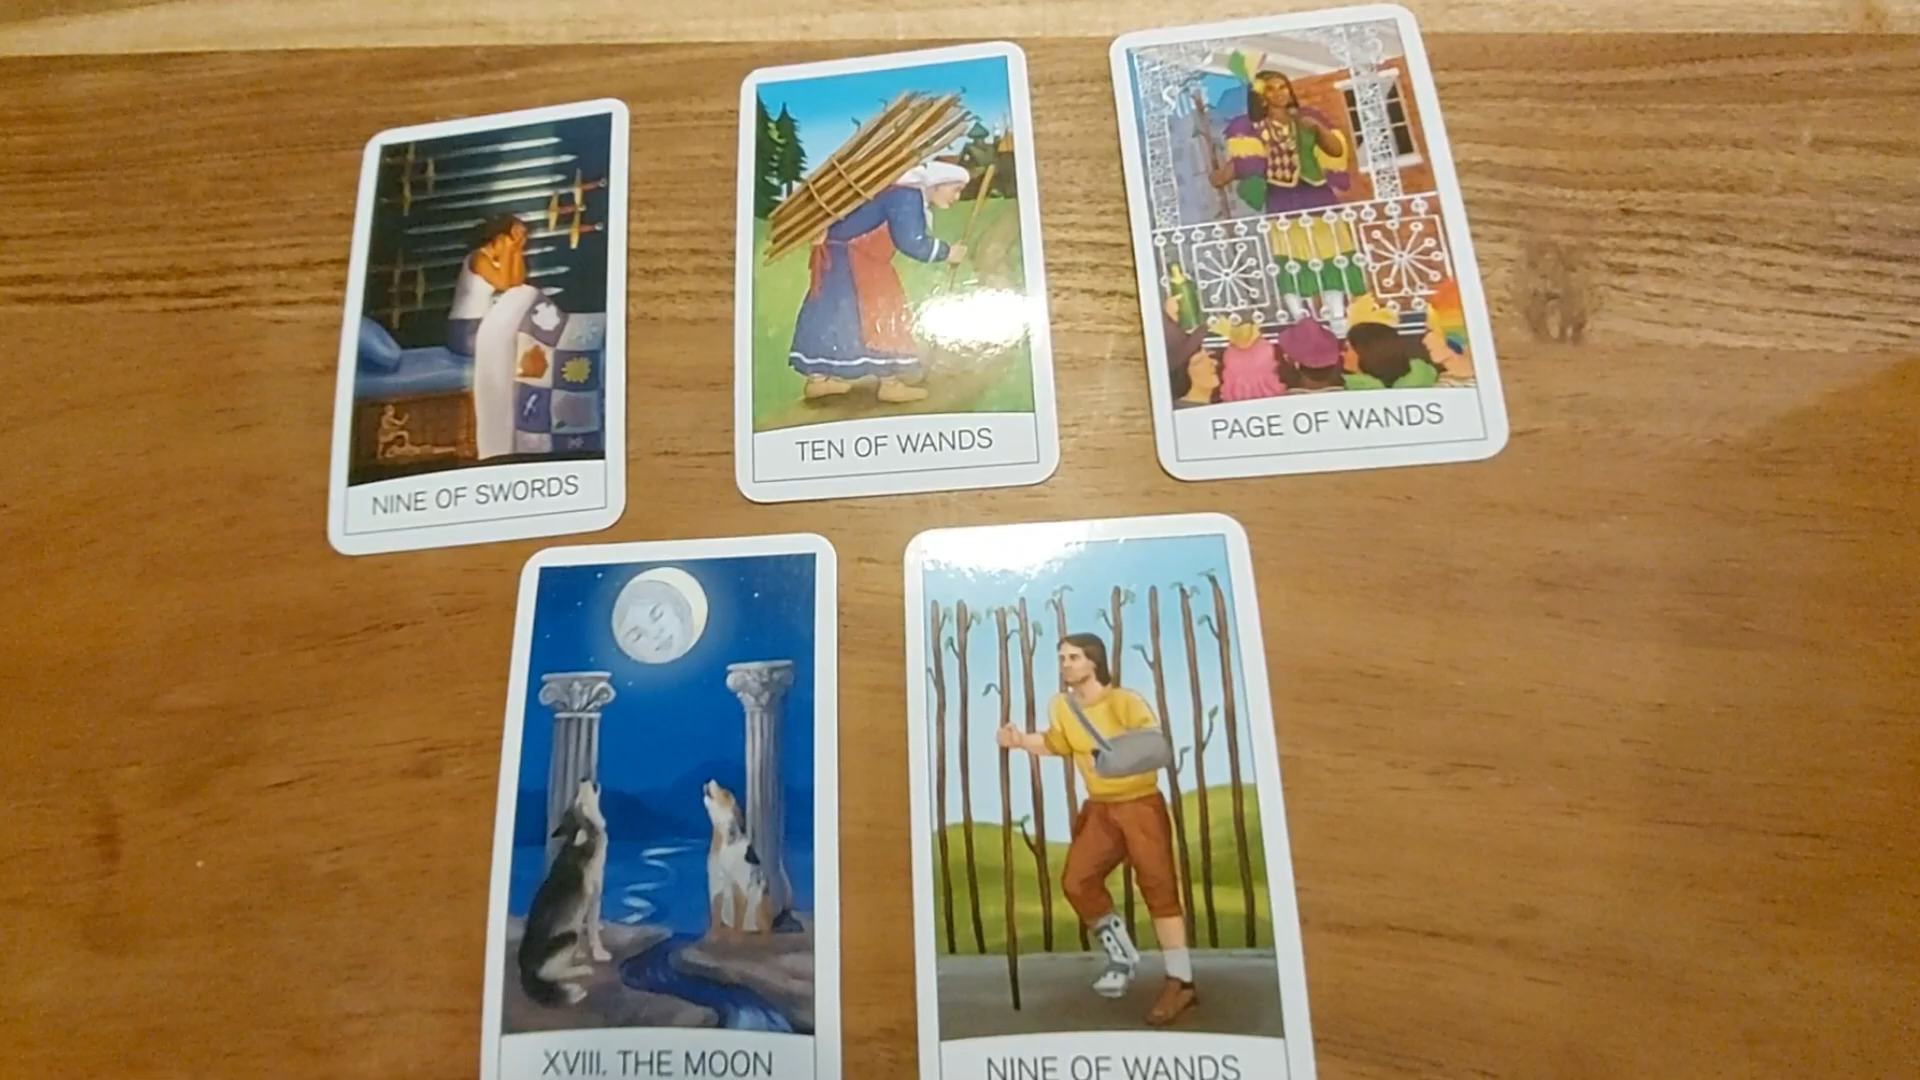 NINE OF SWORDS
TEN OF WANDS
PAGE OF WANDS
XVIII. THE MOON
NINE OF WANDS